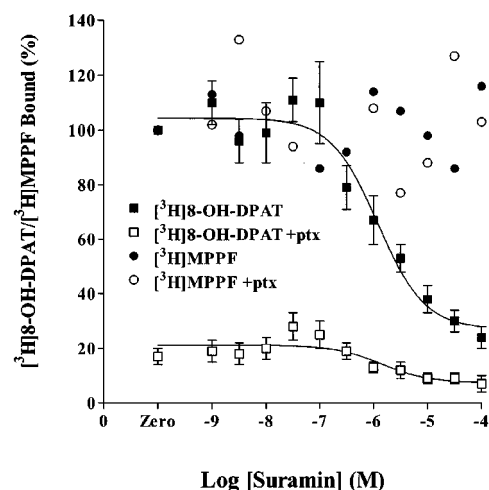 [³H]8-OH-DPAT/[³H]MPPF Bound (%)
140
120
100
80
60
40
20
0
[³H]8-OH-DPAT
[³H]8-OH-DPAT +ptx
[³H]MPPF
[³H]MPPF +ptx
0 Zero -9 -8 -7 -6 -5 -4
Log [Suramin] (M)